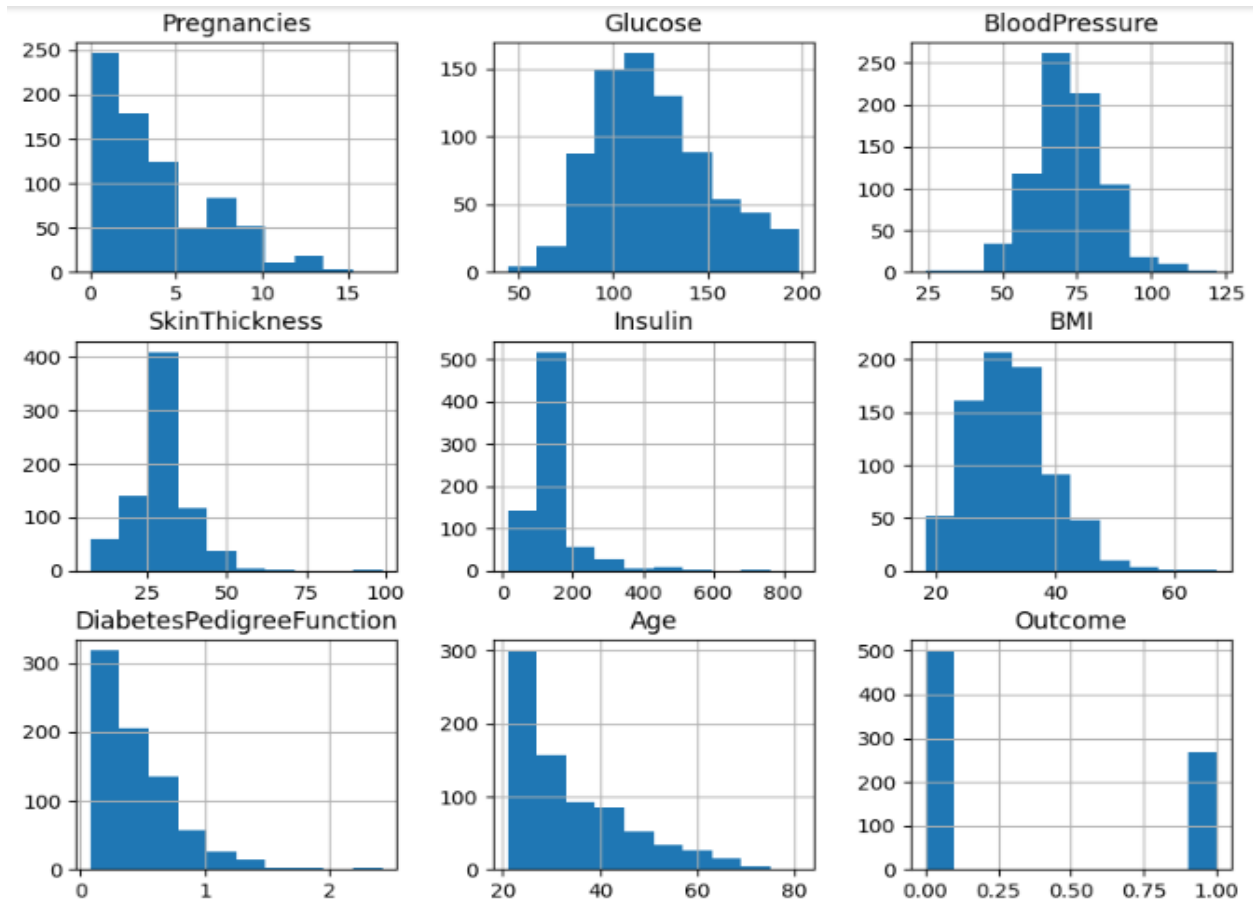 Pregnancies
250
200
150
100
50
0
0 5 10 15
Glucose
150
100
50
0
50 100 150 200
BloodPressure
250
200
150
100
50
0
25 50 75 100 125
SkinThickness
400
300
200
100
0
25 50 75 100
Insulin
500
400
300
200
100
0
0 200 400 600 800
BMI
200
150
100
50
0
20 40 60
DiabetesPedigreeFunction
300
200
100
0
0 1 2
Age
300
200
100
0
20 40 60 80
Outcome
500
400
300
200
100
0
0.00 0.25 0.50 0.75 1.00